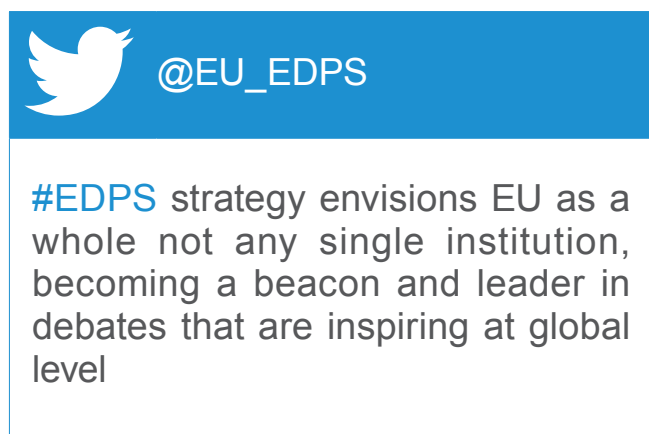 @EU_EDPS
#EDPS strategy envisions EU as a
whole not any single institution,
becoming a beacon and leader in
debates that are inspiring at global
level